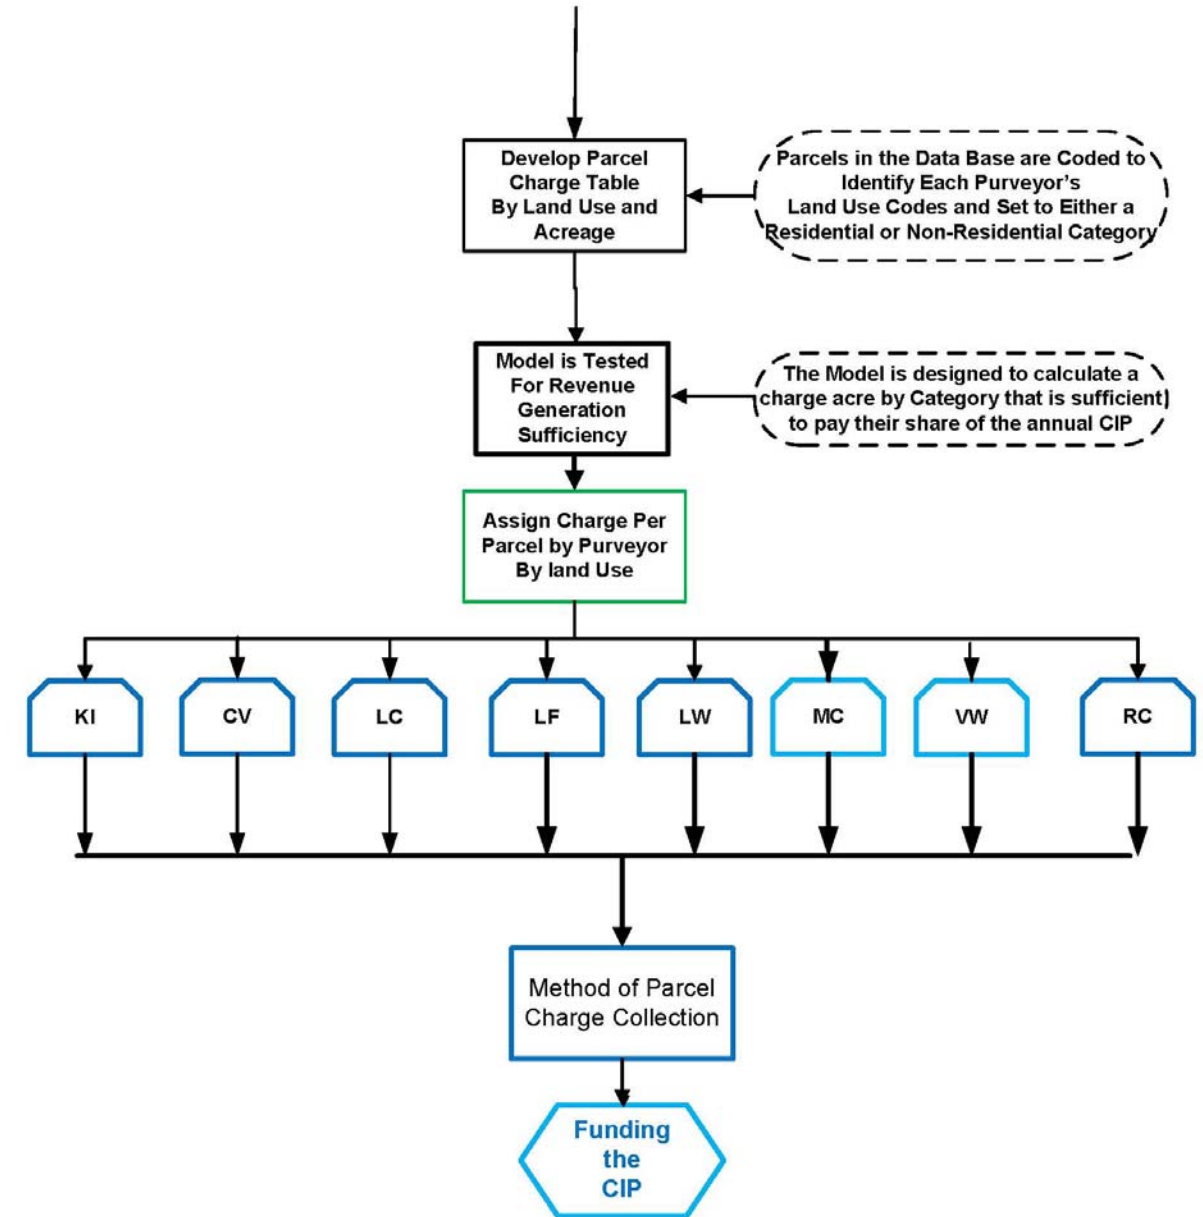 Develop Parcel
Charge Table
By Land Use and
Acreage
Parcels in the Data Base are Coded to
Identify Each Purveyor's
Land Use Codes and Set to Either a
Residential or Non-Residential Category
Model is Tested
For Revenue
Generation
Sufficiency
The Model is designed to calculate a
charge acre by Category that is sufficient
to pay their share of the annual CIP
Assign Charge Per
Parcel by Purveyor
By land Use
KI
CV
LC
LF
LW
MC
VW
RC
Method of Parcel
Charge Collection
Funding
the
CIP